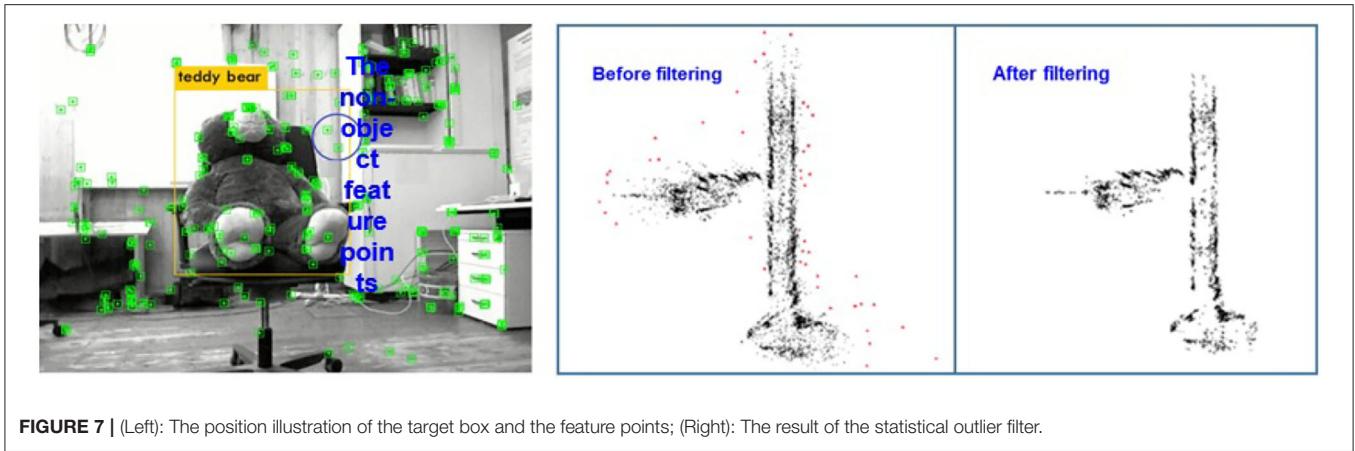 teddy bear
The
non-
obje
ct
feat
ure
poin
ts
Before filtering
After filtering
FIGURE 7 | (Left): The position illustration of the target box and the feature points; (Right): The result of the statistical outlier filter.